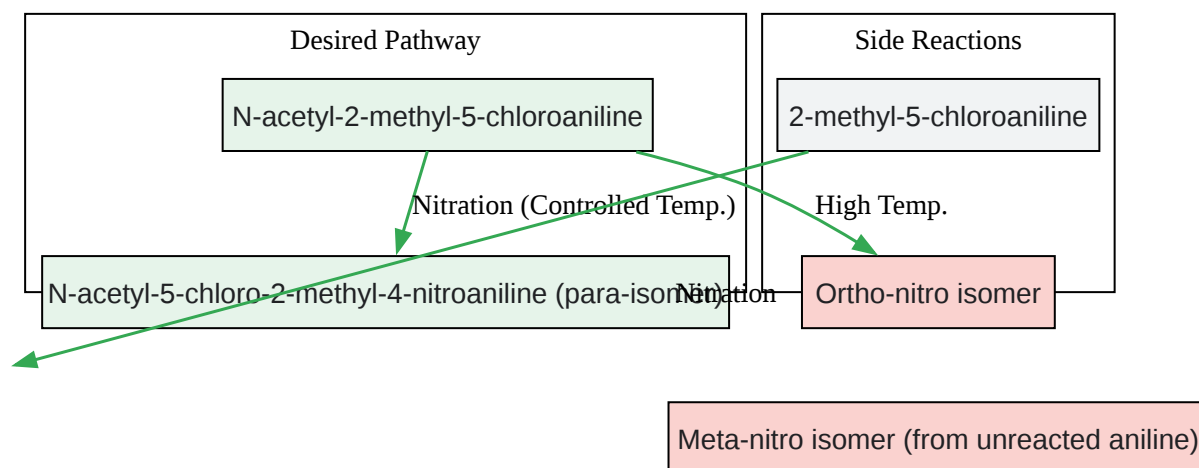 Desired Pathway
Side Reactions
N-acetyl-2-methyl-5-chloroaniline
2-methyl-5-chloroaniline
Nitration (Controlled Temp.)
High Temp.
N-acetyl-5-chloro-2-methyl-4-nitroaniline (para-isomer)
Nitration
Ortho-nitro isomer
Meta-nitro isomer (from unreacted aniline)